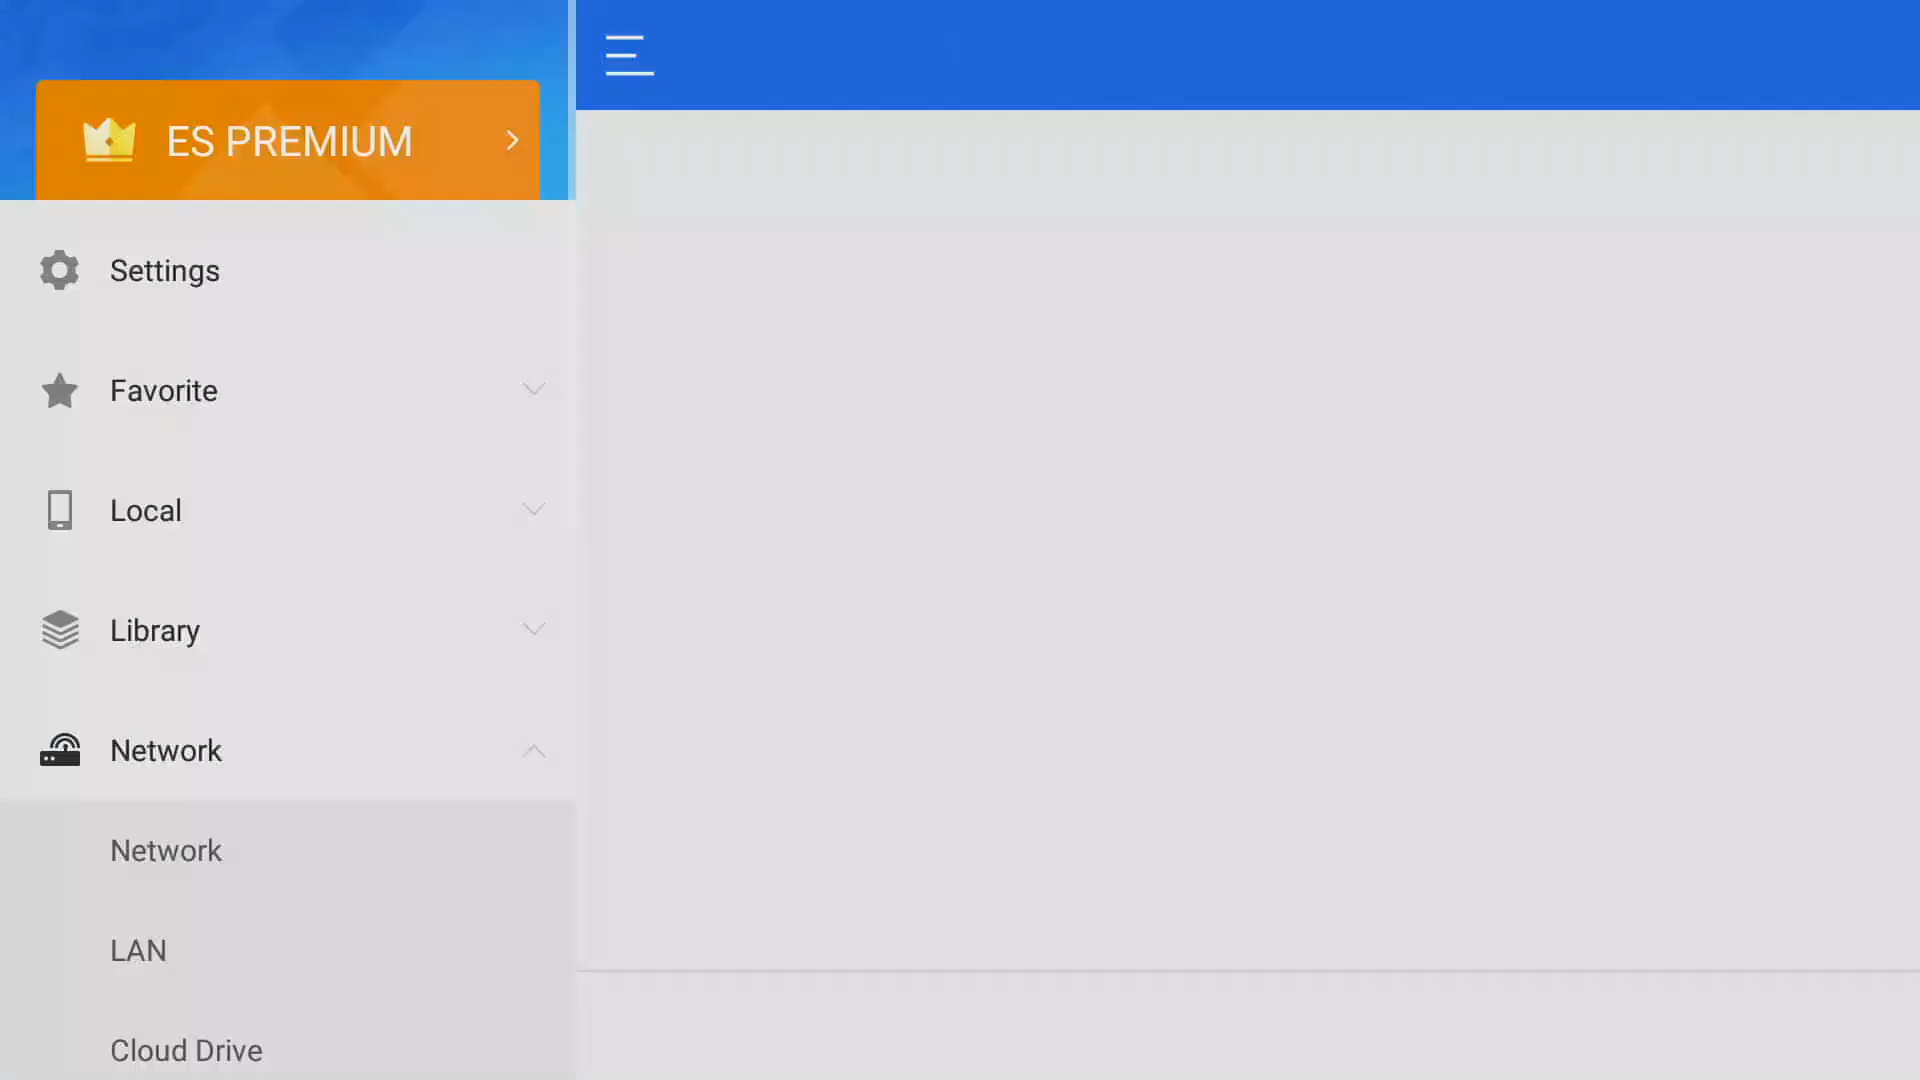 ES PREMIUM
Settings
Favorite
Local
Library
Network
Network
LAN
Cloud Drive